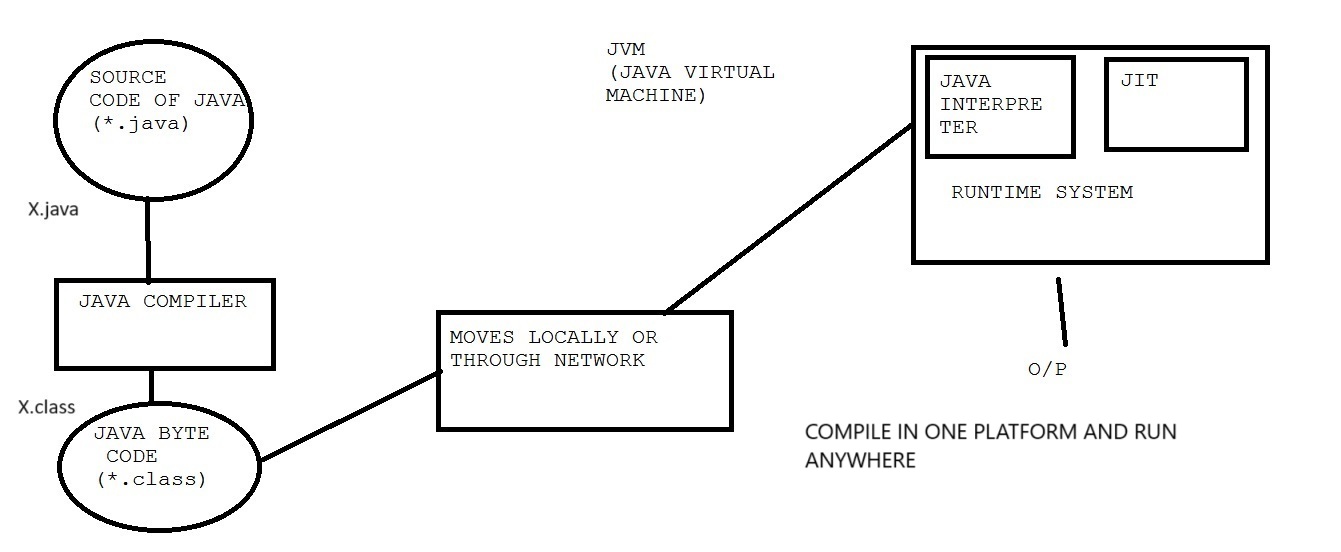 SOURCE
CODE OF JAVA
(*.java)
X.java
JAVA COMPILER
X.class
JAVA BYTE
CODE
(*.class)
MOVES LOCALLY OR
THROUGH NETWORK
JVM
(JAVA VIRTUAL
MACHINE)
JAVA
INTERPRE
TER
JIT
RUNTIME SYSTEM
O/P
COMPILE IN ONE PLATFORM AND RUN
ANYWHERE